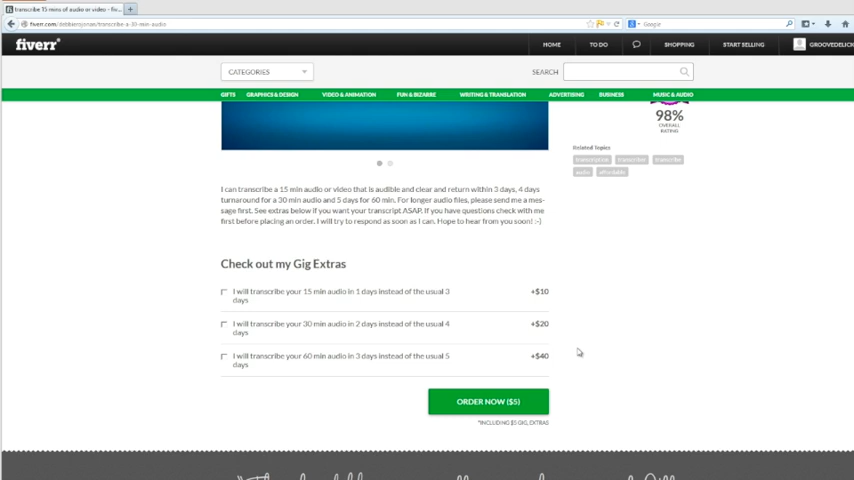 transcribe 15 mins of audio or video - fiv...
fiverr.com/debbierojonan/transcribe-a-30-min-audio
Google
fiverr®
HOME
TO DO
SHOPPING
START SELLING
GROOVEDELICK
CATEGORIES
SEARCH
GIFTS
GRAPHICS & DESIGN
VIDEO & ANIMATION
FUN & BIZARRE
WRITING & TRANSLATION
ADVERTISING
BUSINESS
MUSIC & AUDIO
98%
OVERALL
RATING
Related Topics
transcription transcriber transcribe
audio affordable
I can transcribe a 15 min audio or video that is audible and clear and return within 3 days, 4 days
turnaround for a 30 min audio and 5 days for 60 min. For longer audio files, please send me a mes-
sage first. See extras below if you want your transcript ASAP. If you have questions check with me
first before placing an order. I will try to respond as soon as I can. Hope to hear from you soon! :-)
Check out my Gig Extras
I will transcribe your 15 min audio in 1 days instead of the usual 3
days
+$10
I will transcribe your 30 min audio in 2 days instead of the usual 4
days
+$20
I will transcribe your 60 min audio in 3 days instead of the usual 5
days
+$40
ORDER NOW ($5)
*INCLUDING $5 GIG, EXTRAS